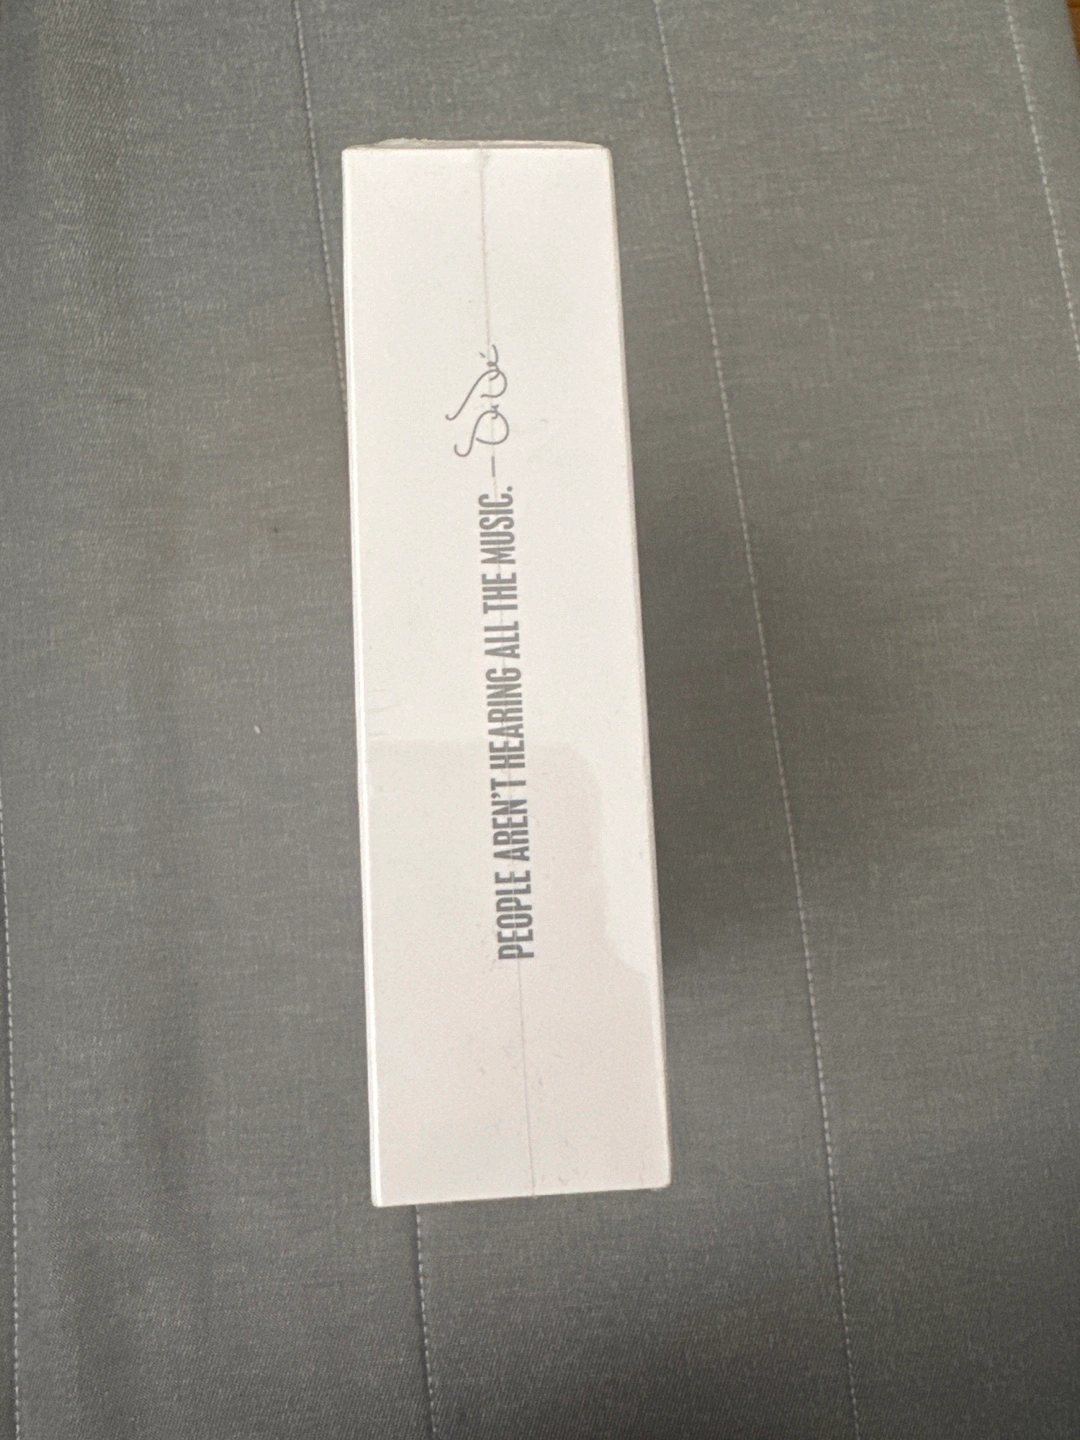 PEOPLE AREN'T HEARING ALL THE MUSIC. –